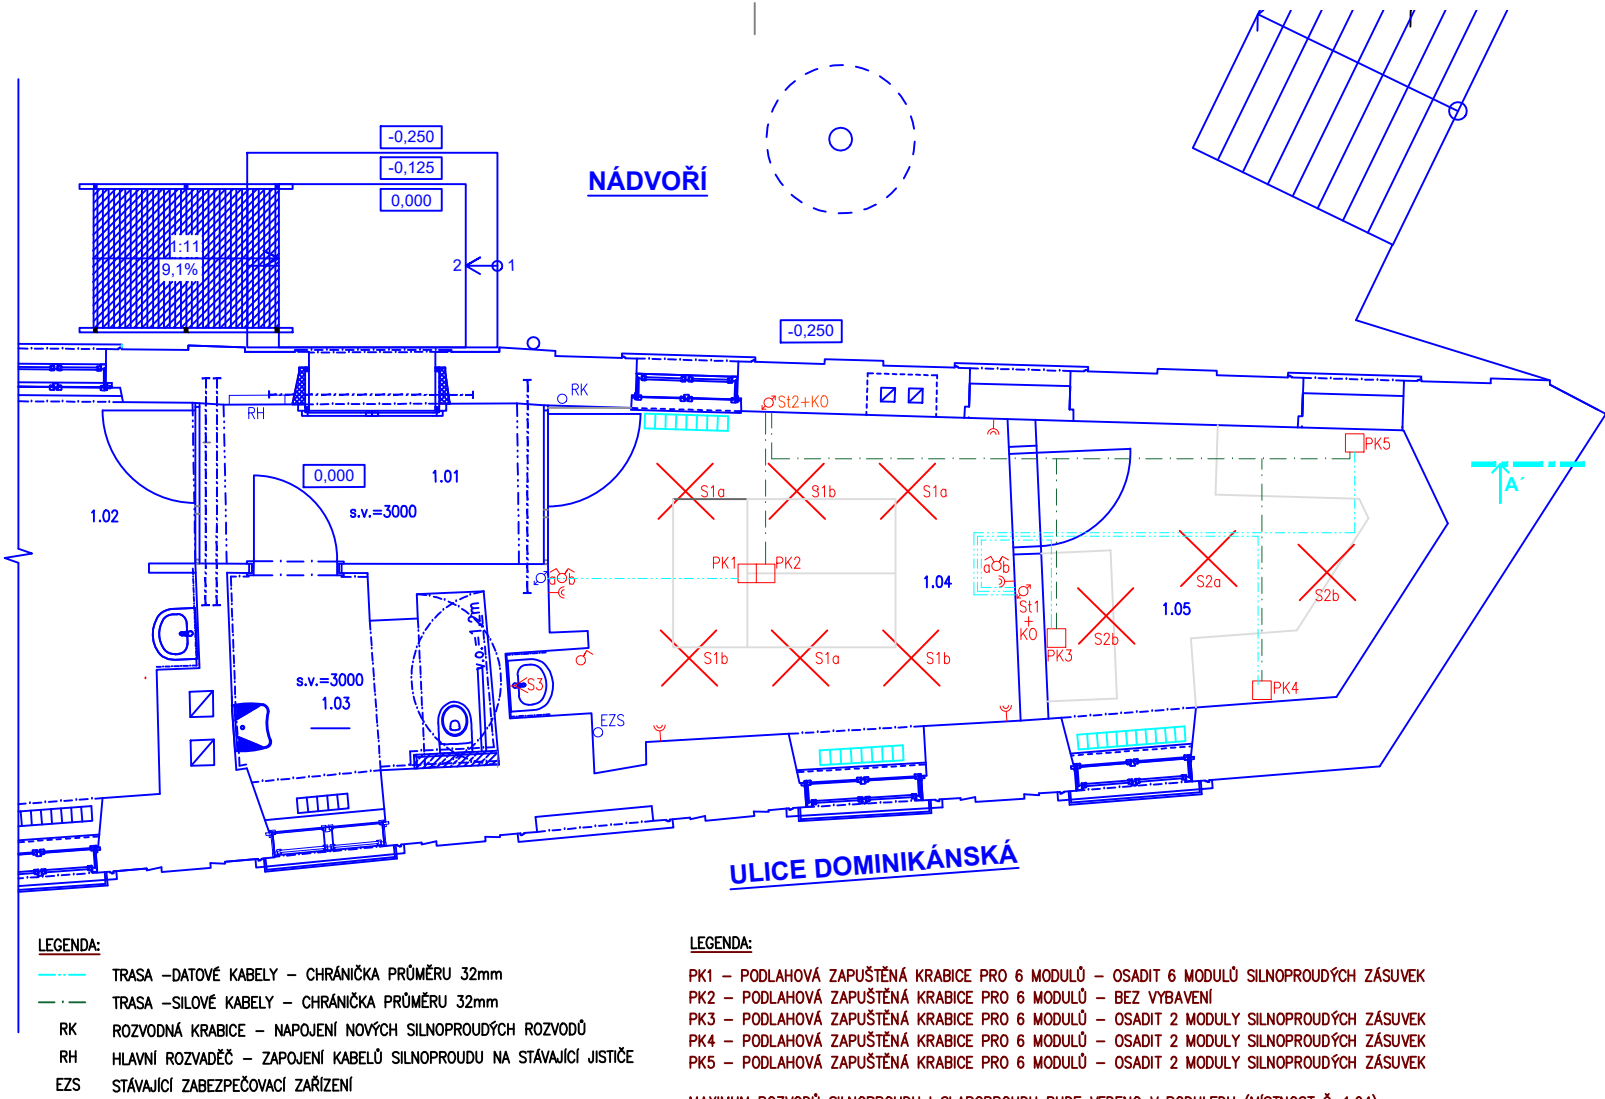 -0,250
-0,125
0,000
NÁDVOŘÍ
1:11
9,1%
2
1
-0,250
RK
RH
St2+KO
PK5
A´
0,000
1.01
1.02
s.v.=3000
S1a
S1b
S1a
PK1
PK2
1.04
a b
a b
S2a
S2b
1.05
St1
+
KO
S2b
PK3
PK4
v.o.=1,2m
s.v.=3000
1.03
S3
S1b
S1a
S1b
EZS
ULICE DOMINIKÁNSKÁ
LEGENDA:
TRASA –DATOVÉ KABELY – CHRÁNIČKA PRŮMĚRU 32mm
TRASA –SILOVÉ KABELY – CHRÁNIČKA PRŮMĚRU 32mm
RK ROZVODNÁ KRABICE – NAPOJENÍ NOVÝCH SILNOPROUDÝCH ROZVODŮ
RH HLAVNÍ ROZVADĚČ – ZAPOJENÍ KABELŮ SILNOPROUDU NA STÁVAJÍCÍ JISTIČE
EZS STÁVAJÍCÍ ZABEZPEČOVACÍ ZAŘÍZENÍ
LEGENDA:
PK1 – PODLAHOVÁ ZAPUŠTĚNÁ KRABICE PRO 6 MODULŮ – OSADIT 6 MODULŮ SILNOPROUDÝCH ZÁSUVEK
PK2 – PODLAHOVÁ ZAPUŠTĚNÁ KRABICE PRO 6 MODULŮ – BEZ VYBAVENÍ
PK3 – PODLAHOVÁ ZAPUŠTĚNÁ KRABICE PRO 6 MODULŮ – OSADIT 2 MODULY SILNOPROUDÝCH ZÁSUVEK
PK4 – PODLAHOVÁ ZAPUŠTĚNÁ KRABICE PRO 6 MODULŮ – OSADIT 2 MODULY SILNOPROUDÝCH ZÁSUVEK
PK5 – PODLAHOVÁ ZAPUŠTĚNÁ KRABICE PRO 6 MODULŮ – OSADIT 2 MODULY SILNOPROUDÝCH ZÁSUVEK